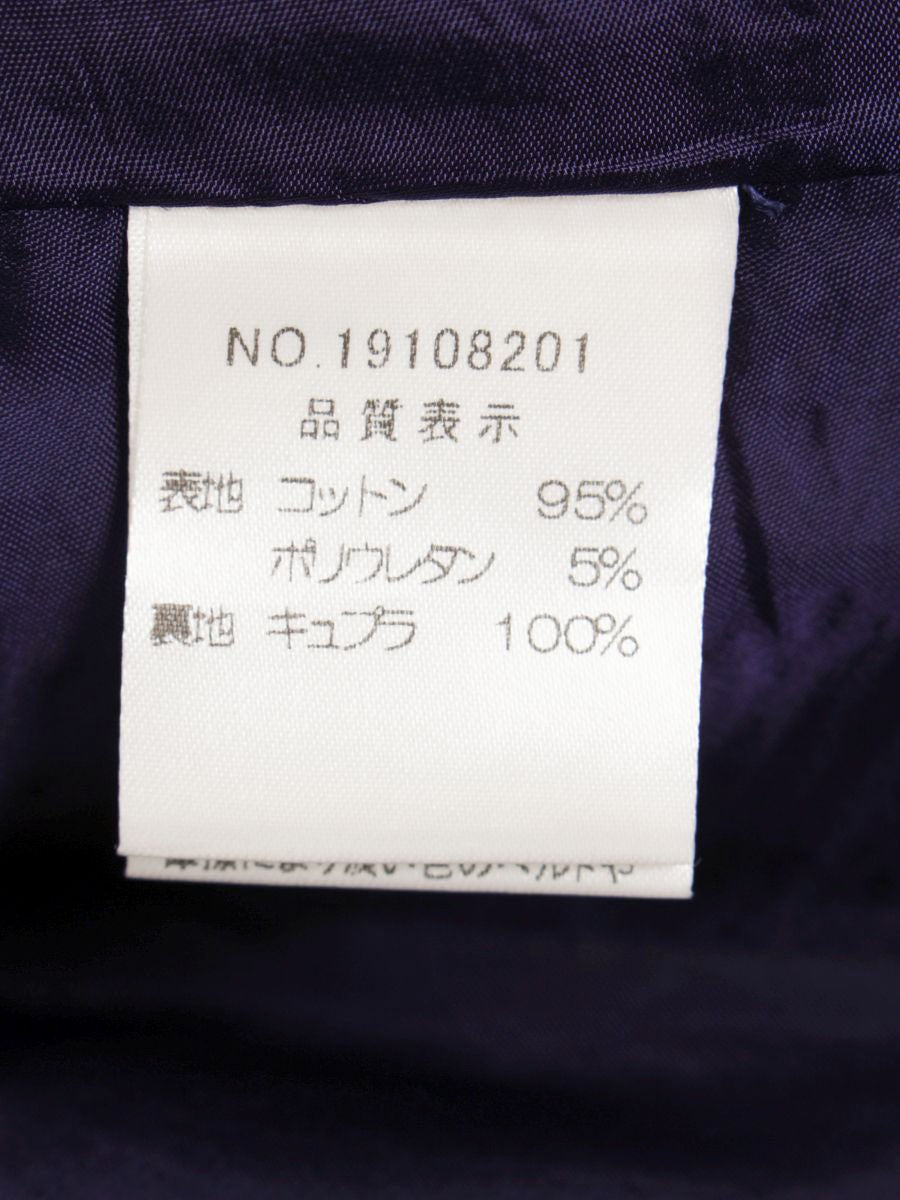 NO.19108201
品質表示
表地 コットン 95%
ポリウレタン 5%
裏地 キュプラ 100%